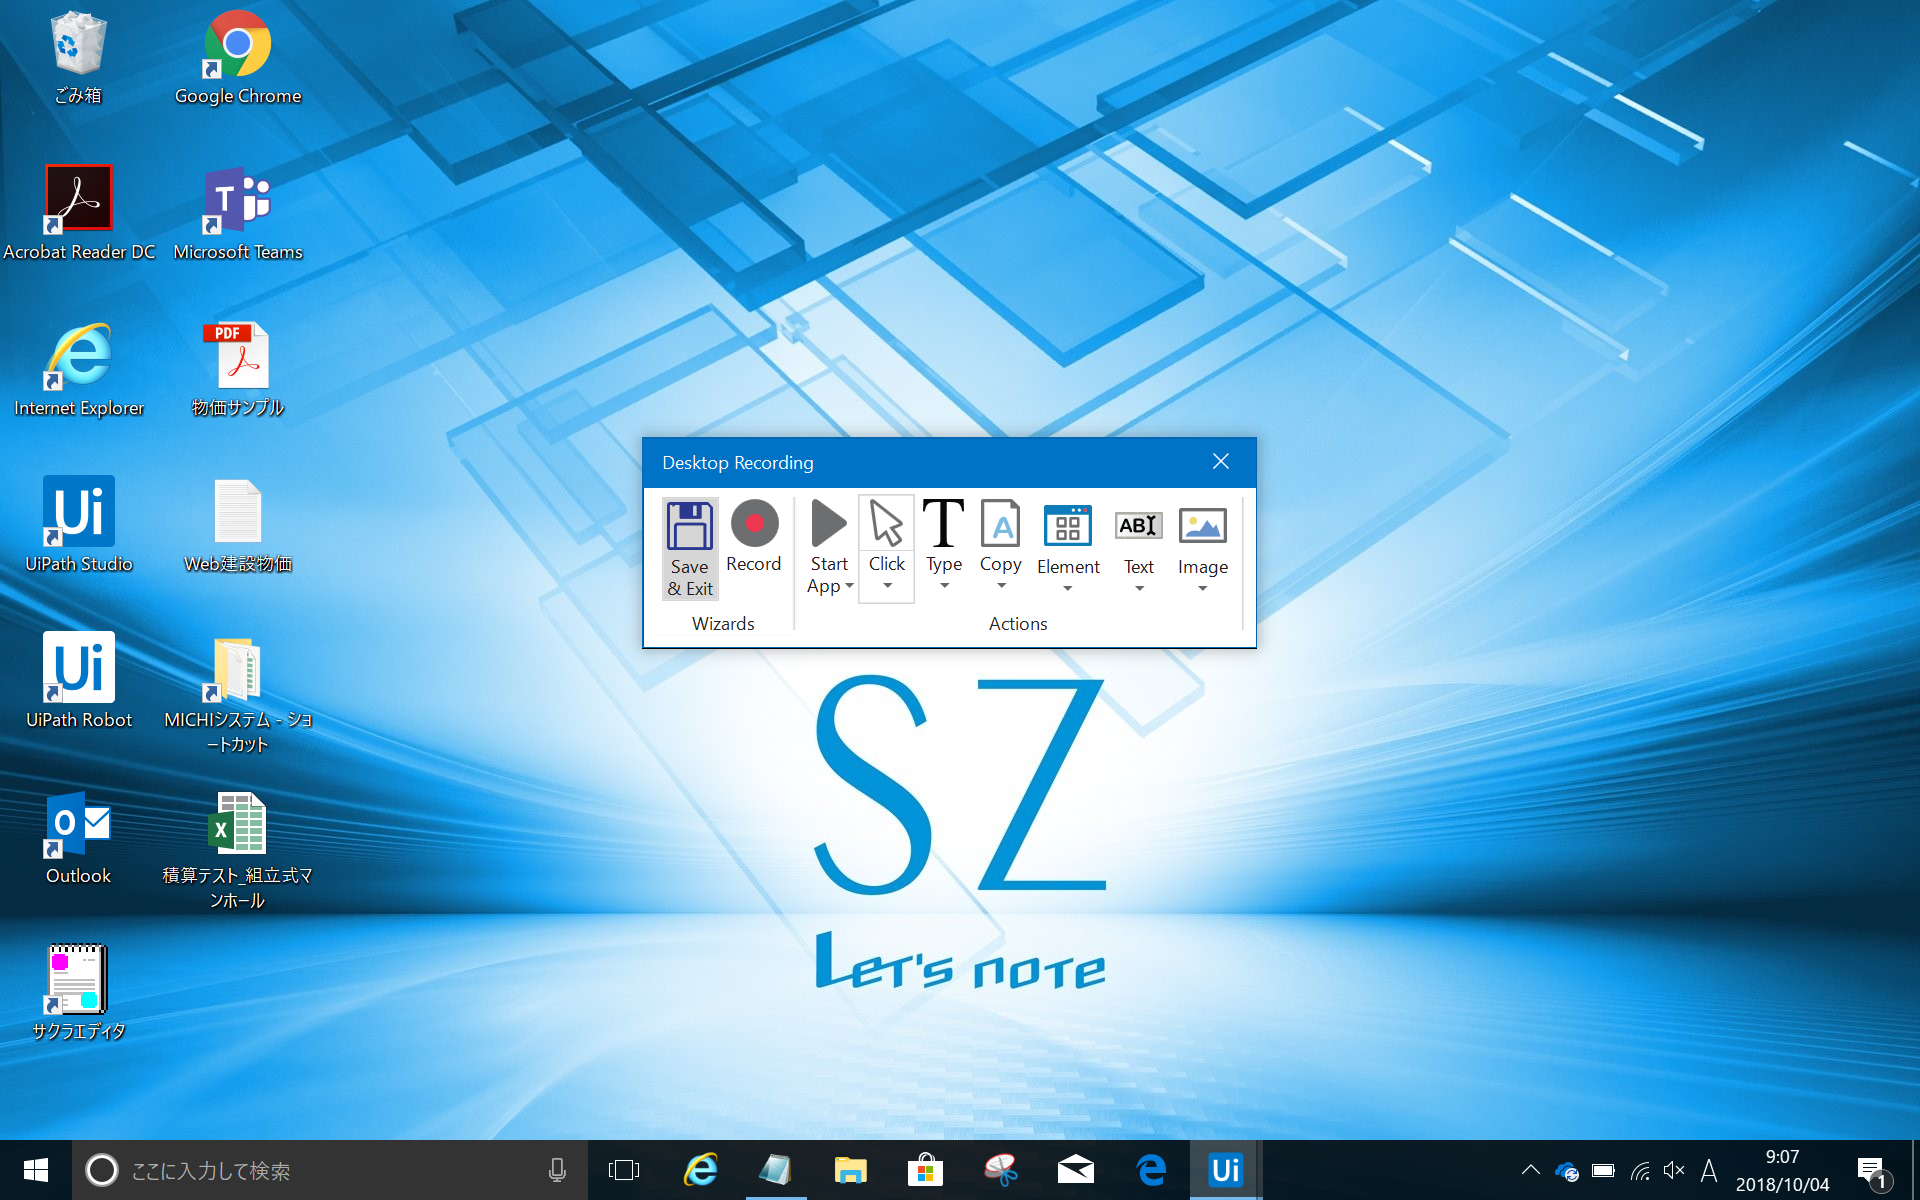 ごみ箱
Google Chrome
Acrobat Reader DC
Microsoft Teams
Internet Explorer
PDF
物価サンプル
Ui
UiPath Studio
Web建設物価
Ui
UiPath Robot
MICHIシステム - ショ
ートカット
Outlook
積算テスト_組立式マ
ンホール
サクラエディタ
Desktop Recording
Save
& Exit
Record
Start
App
Click
Type
Copy
Element
ABI
Text
Image
Wizards
Actions
SZ
Let's note
ここに入力して検索
Ui
A
9:07
2018/10/04
1